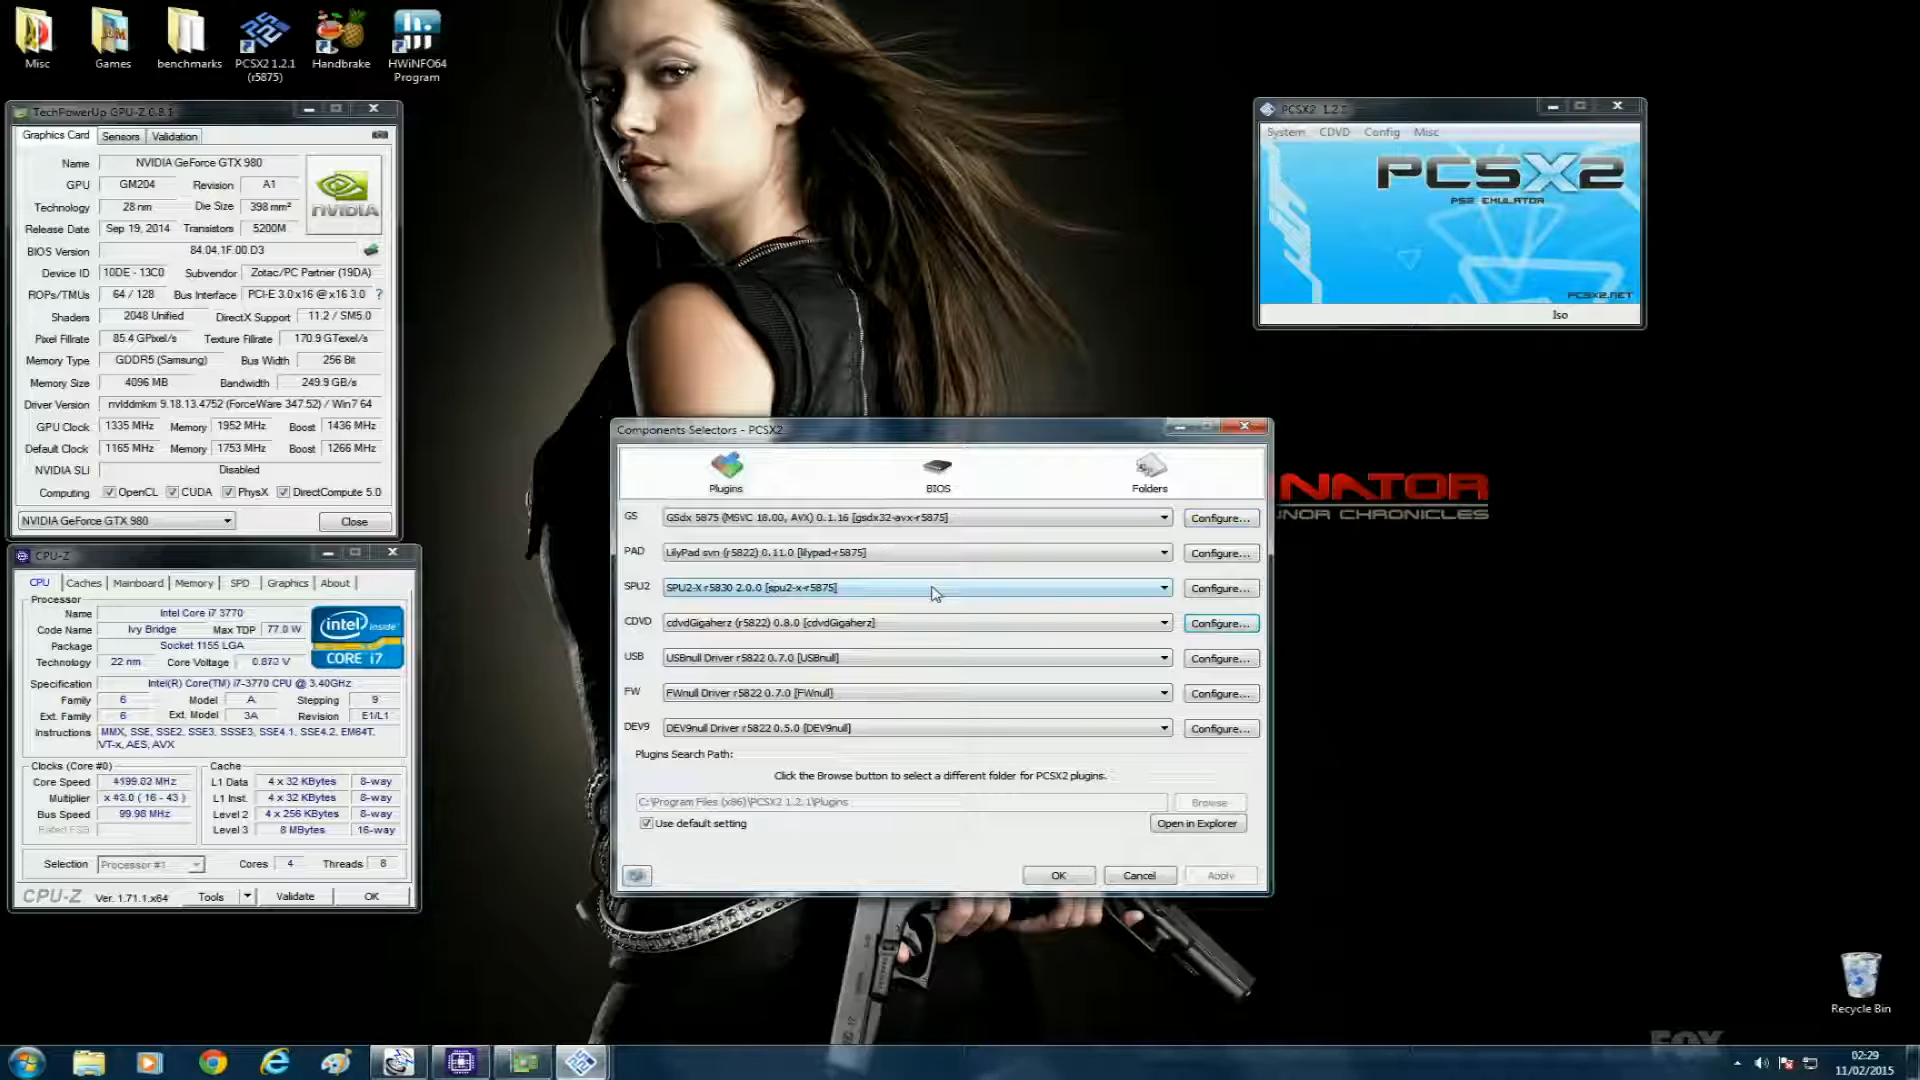 Misc
Games
benchmarks
PCSX2 1.2.1
(r5875)
Handbrake
HWiNFO64
Program
TechPowerUp GPU-Z 0.8.1
Graphics Card Sensors Validation
Name NVIDIA GeForce GTX 980
GPU GM204 Revision A1
Technology 28 nm Die Size 398 mm²
Release Date Sep 19, 2014 Transistors 5200M
BIOS Version 84.04.1F.00.D3
Device ID 10DE - 13C0 Subvendor Zotac/PC Partner (19DA)
ROPs/TMUs 64 / 128 Bus Interface PCI-E 3.0 x16 @ x16 3.0 ?
Shaders 2048 Unified DirectX Support 11.2 / SM5.0
Pixel Fillrate 85.4 GPixel/s Texture Fillrate 170.9 GTexel/s
Memory Type GDDR5 (Samsung) Bus Width 256 Bit
Memory Size 4096 MB Bandwidth 249.9 GB/s
Driver Version nvlddmkm 9.18.13.4752 (ForceWare 347.52) / Win7 64
GPU Clock 1335 MHz Memory 1952 MHz Boost 1436 MHz
Default Clock 1165 MHz Memory 1753 MHz Boost 1266 MHz
NVIDIA SLI Disabled
Computing OpenCL CUDA PhysX DirectCompute 5.0
NVIDIA GeForce GTX 980 Close
NVIDIA
CPU-Z
CPU Caches Mainboard Memory SPD Graphics About
Processor
Name Intel Core i7 3770
Code Name Ivy Bridge Max TDP 77.0 W
Package Socket 1155 LGA
Technology 22 nm Core Voltage 0.873 V
intel inside
CORE i7
Specification Intel(R) Core(TM) i7-3770 CPU @ 3.40GHz
Family 6 Model A Stepping 9
Ext. Family 6 Ext. Model 3A Revision E1/L1
Instructions MMX, SSE, SSE2, SSE3, SSSE3, SSE4.1, SSE4.2, EM64T,
VT-x, AES, AVX
Clocks (Core #0) Cache
Core Speed 4199.82 MHz L1 Data 4 x 32 KBytes 8-way
Multiplier x 43.0 ( 16 - 43 ) L1 Inst. 4 x 32 KBytes 8-way
Bus Speed 99.98 MHz Level 2 4 x 256 KBytes 8-way
Rated FSB Level 3 8 MBytes 16-way
Selection Processor #1 Cores 4 Threads 8
CPU-Z Ver. 1.71.1.x64 Tools Validate OK
PCSX2 1.2.1
System CDVD Config Misc
PCSX2
PS2 EMULATOR
PCSX2.NET
Iso
Components Selectors - PCSX2
Plugins BIOS Folders
GS GSdx 5875 (MSVC 18.00, AVX) 0.1.16 [gsdx32-avx-r5875] Configure...
PAD LilyPad svn (r5822) 0.11.0 [lilypad-r5875] Configure...
SPU2 SPU2-X r5830 2.0.0 [spu2-x-r5875] Configure...
CDVD cdvdGigaherz (r5822) 0.8.0 [cdvdGigaherz] Configure...
USB USBnull Driver r5822 0.7.0 [USBnull] Configure...
FW FWnull Driver r5822 0.7.0 [FWnull] Configure...
DEV9 DEV9null Driver r5822 0.5.0 [DEV9null] Configure...
Plugins Search Path:
Click the Browse button to select a different folder for PCSX2 plugins.
C:\Program Files (x86)\PCSX2 1.2.1\Plugins Browse
Use default setting Open in Explorer
OK Cancel Apply
NATOR
NOR CHRONICLES
Recycle Bin
FOX
02:29
11/02/2015